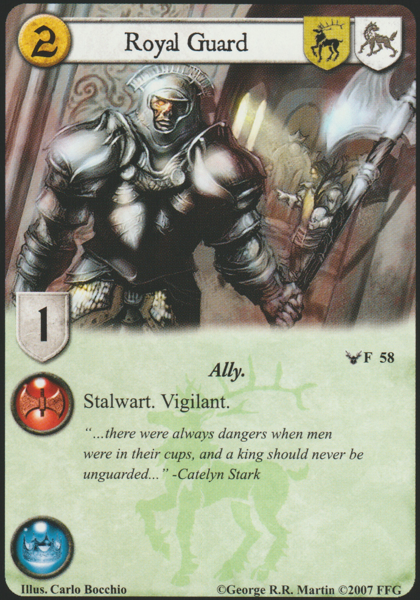 2
Royal Guard
1
Ally.
F 58
Stalwart. Vigilant.
“...there were always dangers when men
were in their cups, and a king should never be
unguarded...” -Catelyn Stark
Illus. Carlo Bocchio
©George R.R. Martin ©2007 FFG